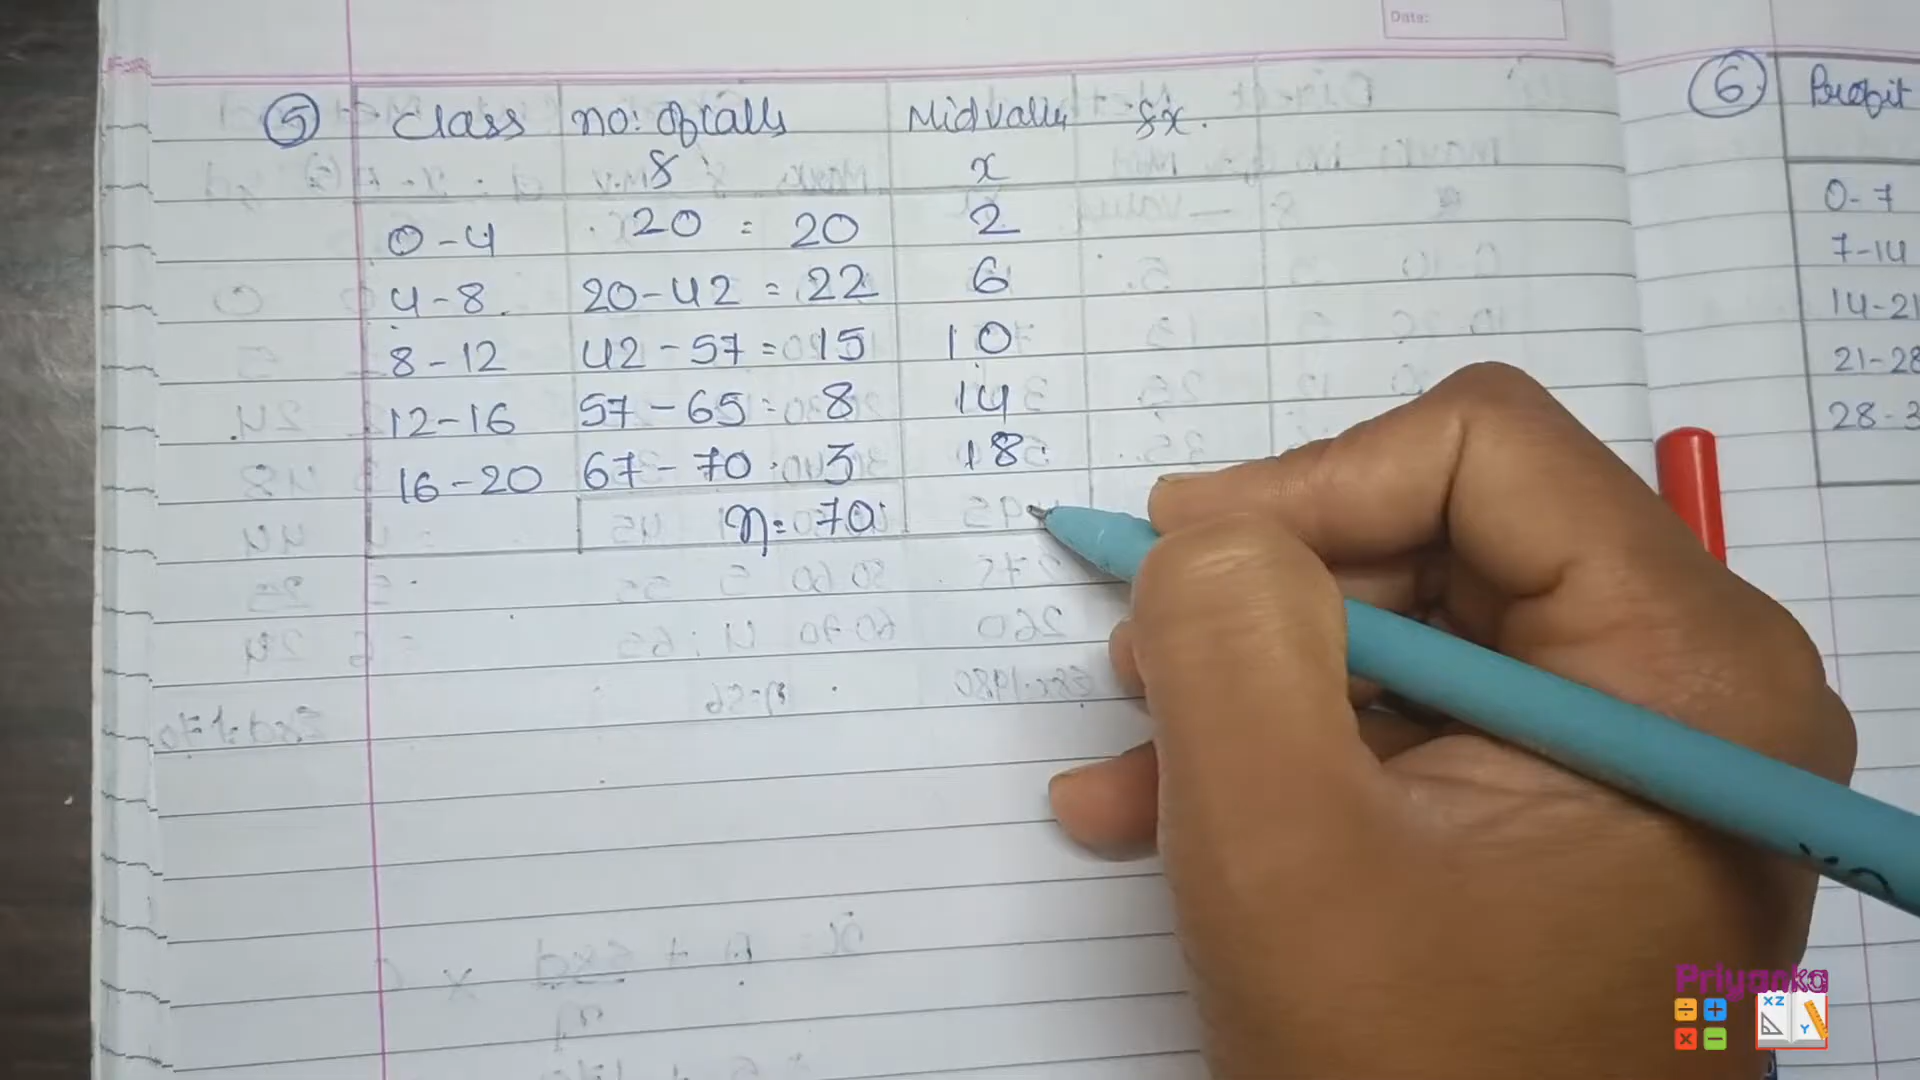 Date:
5 Class no: of calls Midvally fx.
f x
0-4 20 = 20 2
4-8. 20-42 = 22 6
8-12 42-57 = 15 10
12-16 57-65 = 8 14
16-20 67-70 . 3 18
n = 70
6 Profit
0-7
7-14
14-21
21-28
28-3
Priyanka
XZ
Y